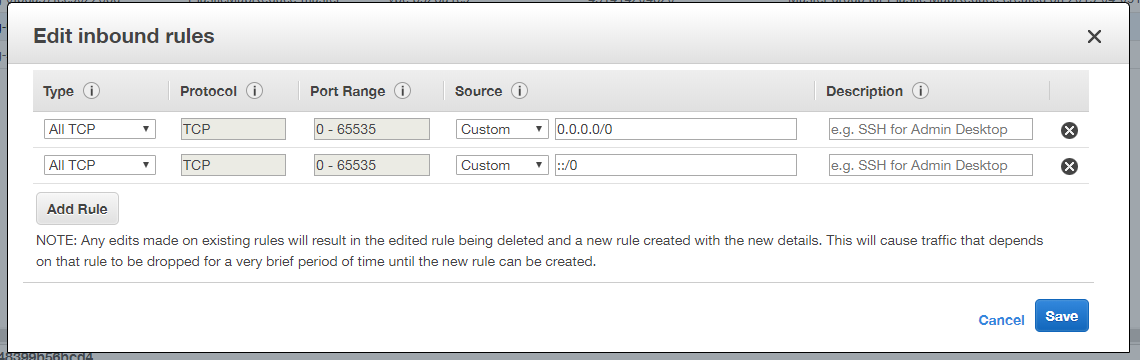 Edit inbound rules
Type Protocol Port Range Source Description
All TCP TCP 0 - 65535 Custom 0.0.0.0/0 e.g. SSH for Admin Desktop
All TCP TCP 0 - 65535 Custom ::/0 e.g. SSH for Admin Desktop
Add Rule
NOTE: Any edits made on existing rules will result in the edited rule being deleted and a new rule created with the new details. This will cause traffic that depends
on that rule to be dropped for a very brief period of time until the new rule can be created.
Cancel Save